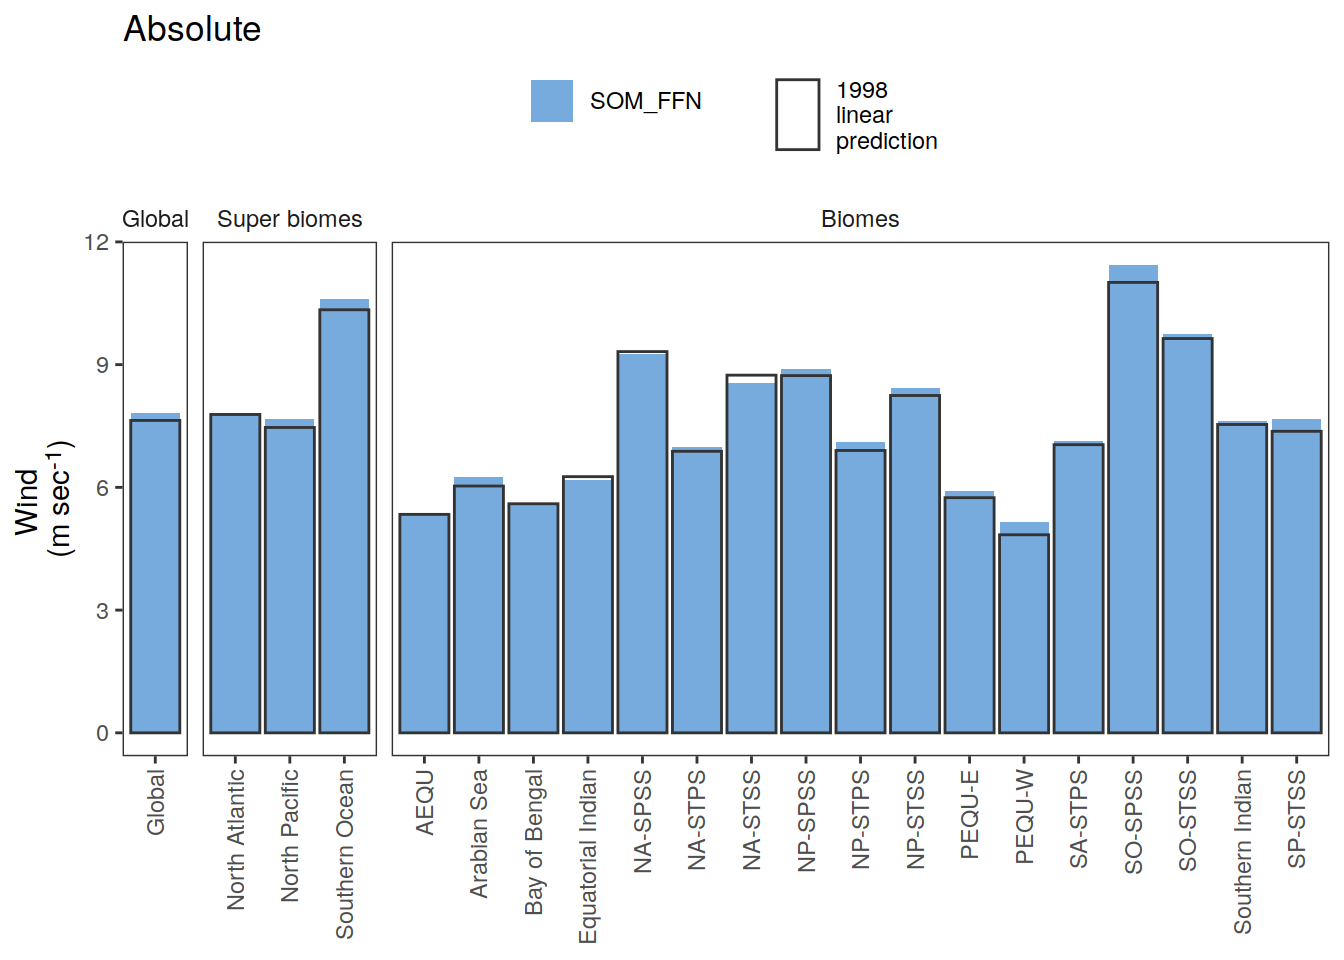 Absolute
SOM_FFN
1998
linear
prediction
Global
Super biomes
Biomes
12
9
6
3
0
Wind
(m sec⁻¹)
Global
North Atlantic
North Pacific
Southern Ocean
AEQU
Arabian Sea
Bay of Bengal
Equatorial Indian
NA-SPSS
NA-STPS
NA-STSS
NP-SPSS
NP-STPS
NP-STSS
PEQU-E
PEQU-W
SA-STPS
SO-SPSS
SO-STSS
Southern Indian
SP-STSS